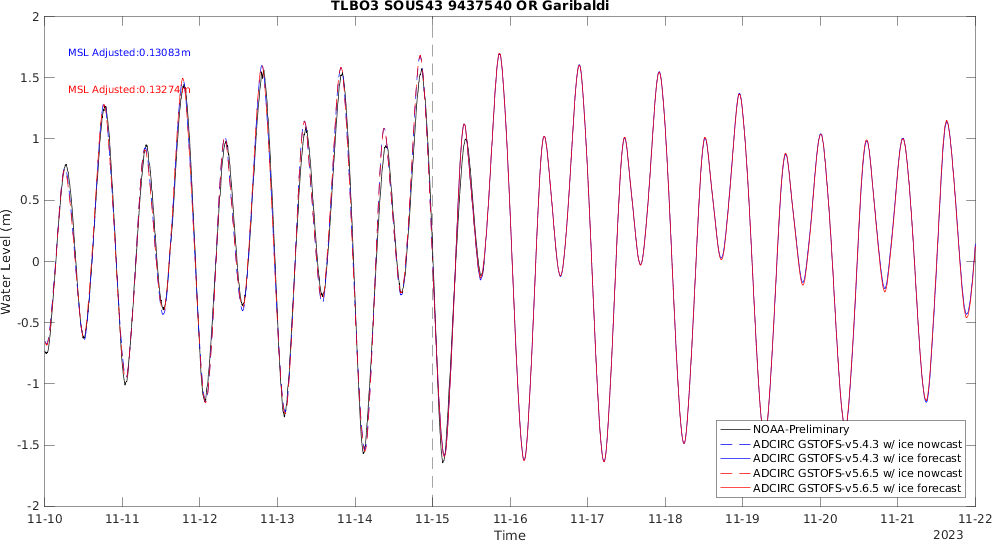 TLBO3 SOUS43 9437540 OR Garibaldi
2
1.5
1
0.5
0
-0.5
-1
-1.5
-2
Water Level (m)
MSL Adjusted:0.13083m
MSL Adjusted:0.13274m
NOAA-Preliminary
ADCIRC GSTOFS-v5.4.3 w/ ice nowcast
ADCIRC GSTOFS-v5.4.3 w/ ice forecast
ADCIRC GSTOFS-v5.6.5 w/ ice nowcast
ADCIRC GSTOFS-v5.6.5 w/ ice forecast
11-10 11-11 11-12 11-13 11-14 11-15 11-16 11-17 11-18 11-19 11-20 11-21 11-22
Time
2023